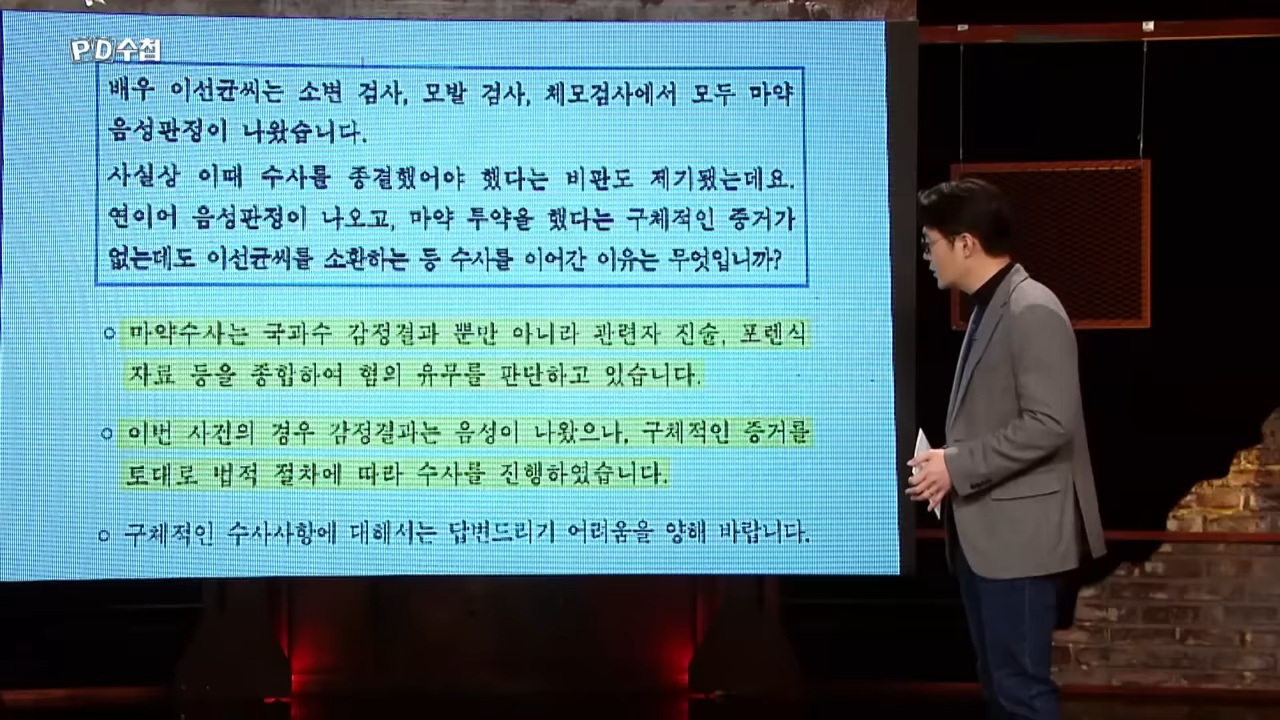 PD수첩
배우 이선균씨는 소변 검사, 모발 검사, 체모검사에서 모두 마약
음성판정이 나왔습니다.
사실상 이때 수사를 종결했어야 했다는 비판도 제기됐는데요.
연이어 음성판정이 나오고, 마약 투약을 했다는 구체적인 증거가
없는데도 이선균씨를 소환하는 등 수사를 이어간 이유는 무엇입니까?
○ 마약수사는 국과수 감정결과 뿐만 아니라 관련자 진술, 포렌식
자료 등을 종합하여 혐의 유무를 판단하고 있습니다.
○ 이번 사건의 경우 감정결과는 음성이 나왔으나, 구체적인 증거를
토대로 법적 절차에 따라 수사를 진행하였습니다.
○ 구체적인 수사사항에 대해서는 답변드리기 어려움을 양해 바랍니다.